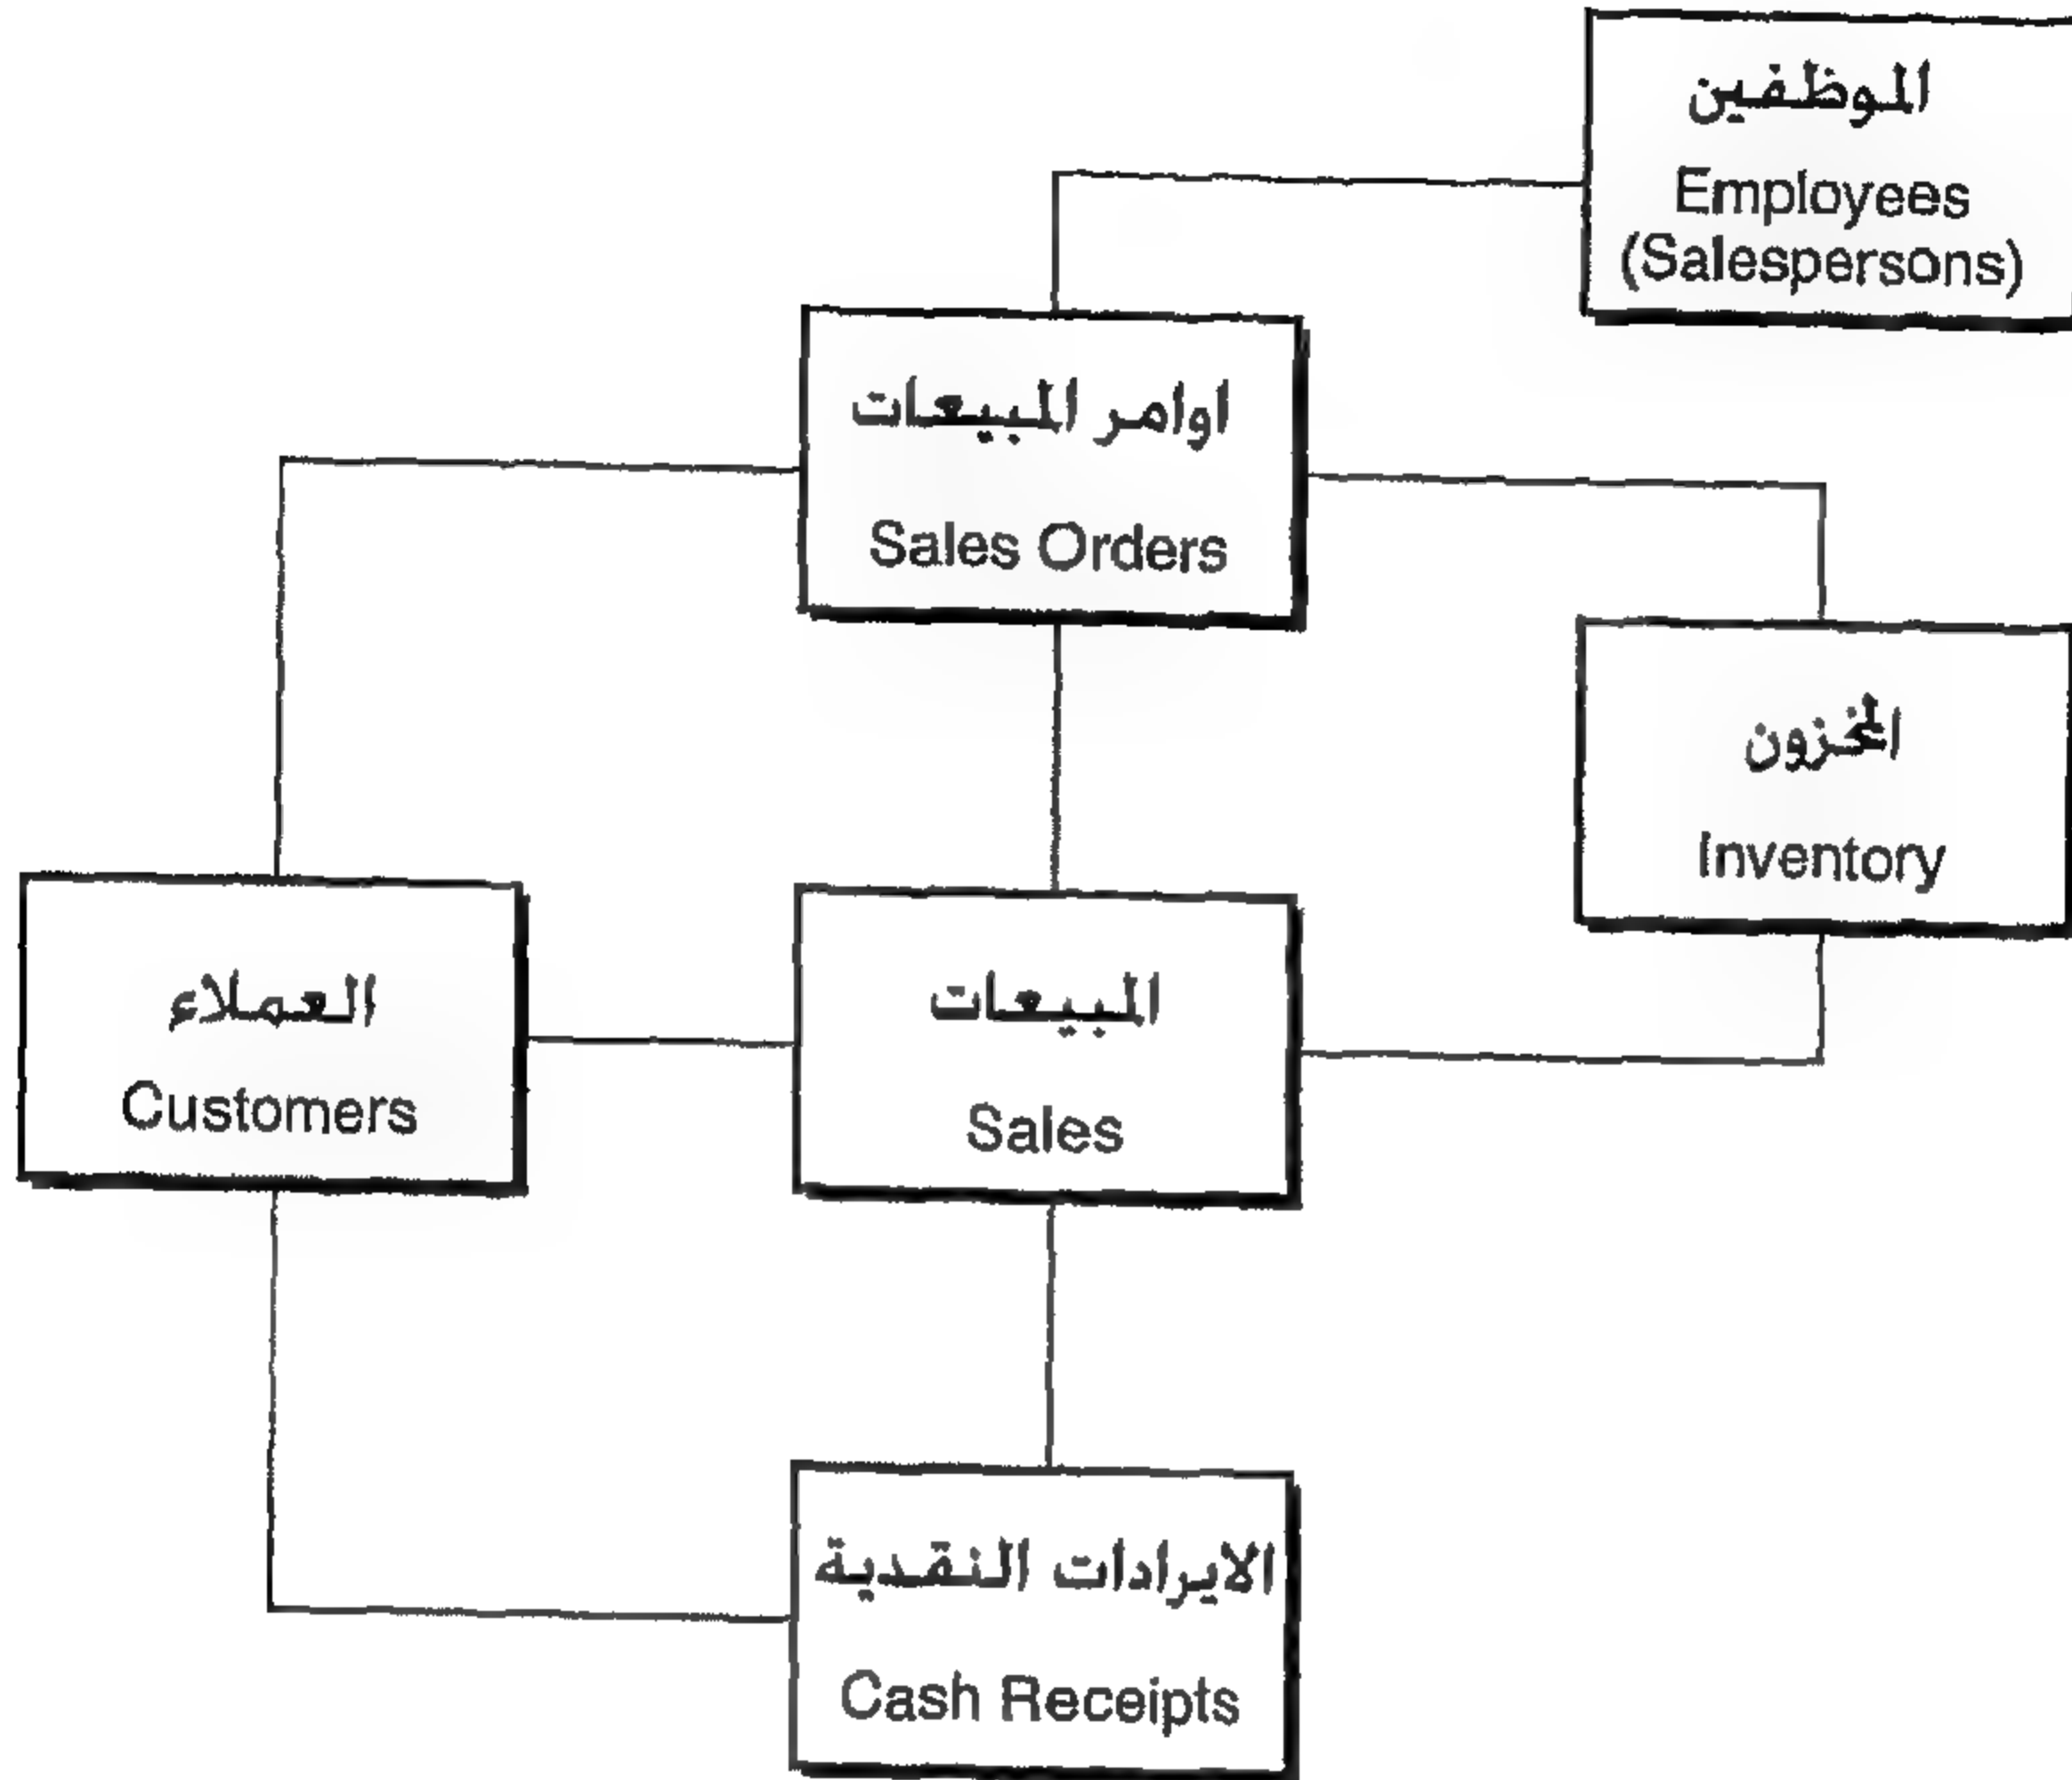 الموظفين
Employees
(Salespersons)
اوامر المبيعات
Sales Orders
المخزون
Inventory
العملاء
Customers
المبيعات
Sales
الايرادات النقدية
Cash Receipts